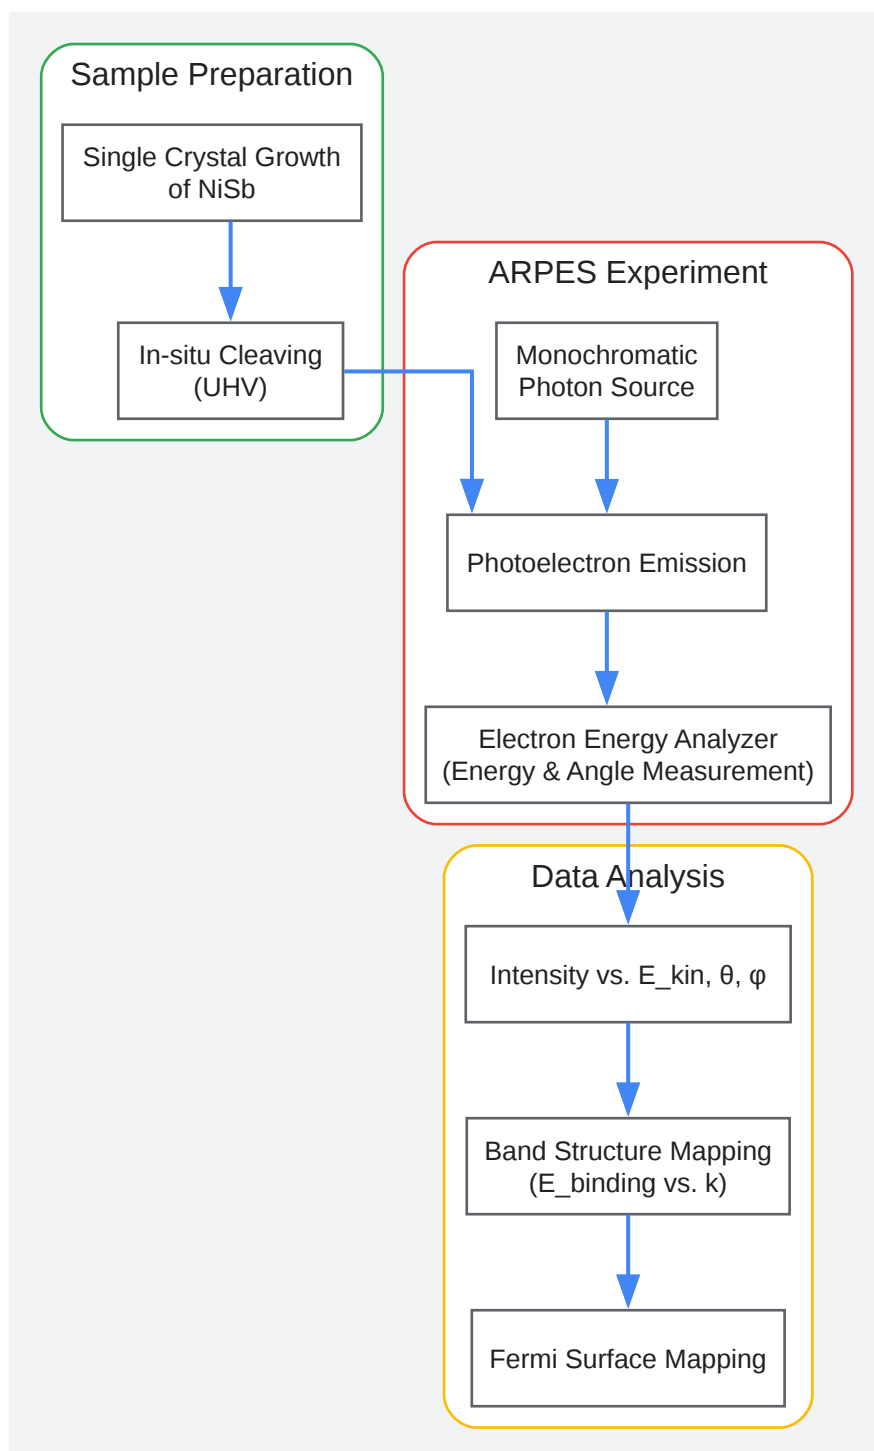 Sample Preparation
Single Crystal Growth
of NiSb
In-situ Cleaving
(UHV)
ARPES Experiment
Monochromatic
Photon Source
Photoelectron Emission
Electron Energy Analyzer
(Energy & Angle Measurement)
Data Analysis
Intensity vs. E_kin, θ, φ
Band Structure Mapping
(E_binding vs. k)
Fermi Surface Mapping